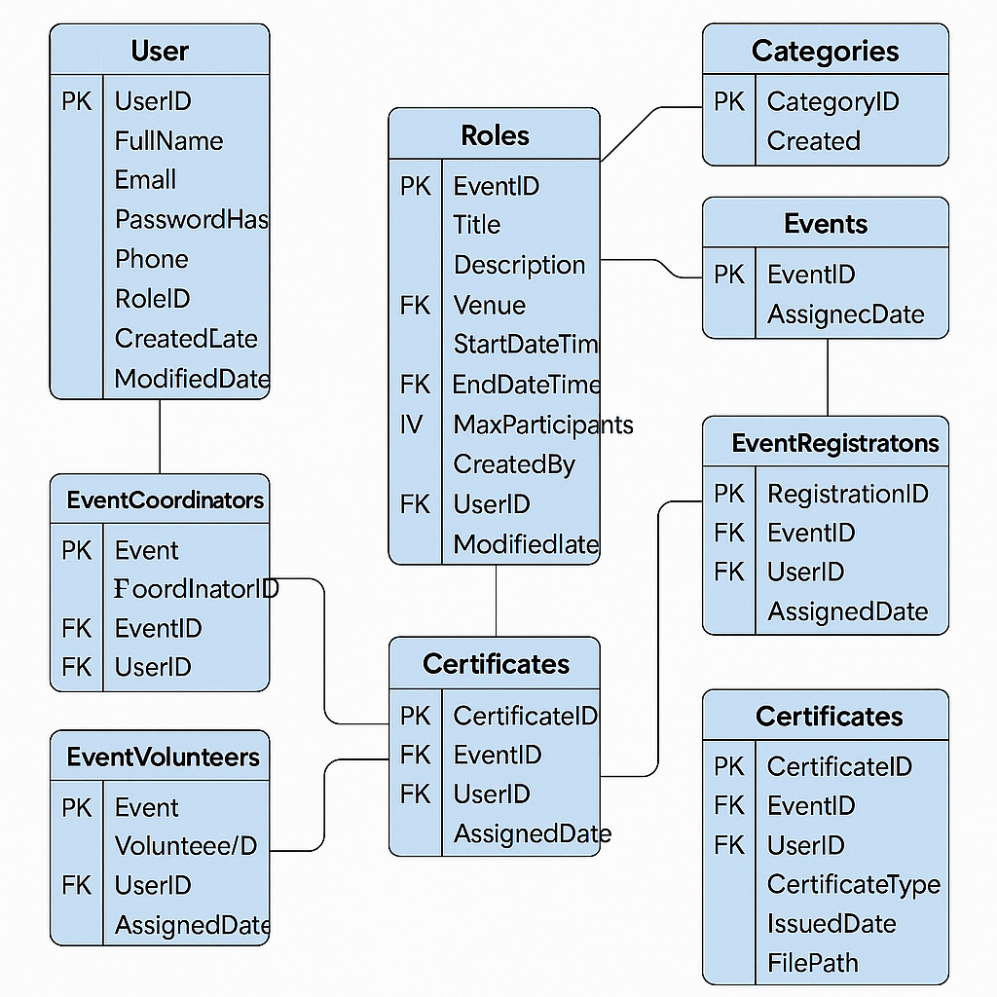 User
PK UserID
FullName
Emall
PasswordHas
Phone
RoleID
CreatedLate
ModifiedDate
EventCoordinators
PK Event
FoordInatorID
FK EventID
FK UserID
EventVolunteers
PK Event
Volunteee/D
FK UserID
AssignedDate
Roles
PK EventID
Title
Description
FK Venue
StartDateTim
FK EndDateTime
IV MaxParticipants
CreatedBy
FK UserID
Modifiedlate
Certificates
PK CertificateID
FK EventID
FK UserID
AssignedDate
Categories
PK CategoryID
Created
Events
PK EventID
AssignecDate
EventRegistratons
PK RegistrationID
FK EventID
FK UserID
AssignedDate
Certificates
PK CertificateID
FK EventID
FK UserID
CertificateType
IssuedDate
FilePath